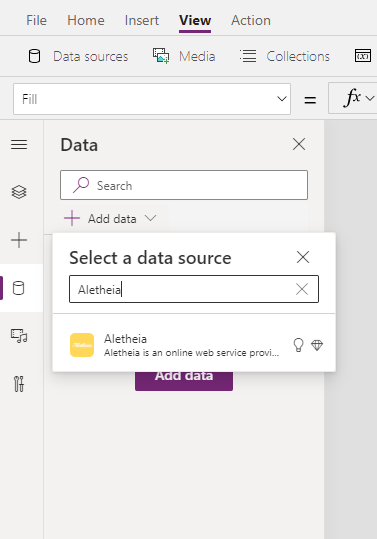 File Home Insert View Action
Data sources Media Collections
Fill = fx
Data
Search
Add data
Select a data source
Aletheia
Aletheia
Aletheia is an online web service provi...
Add data